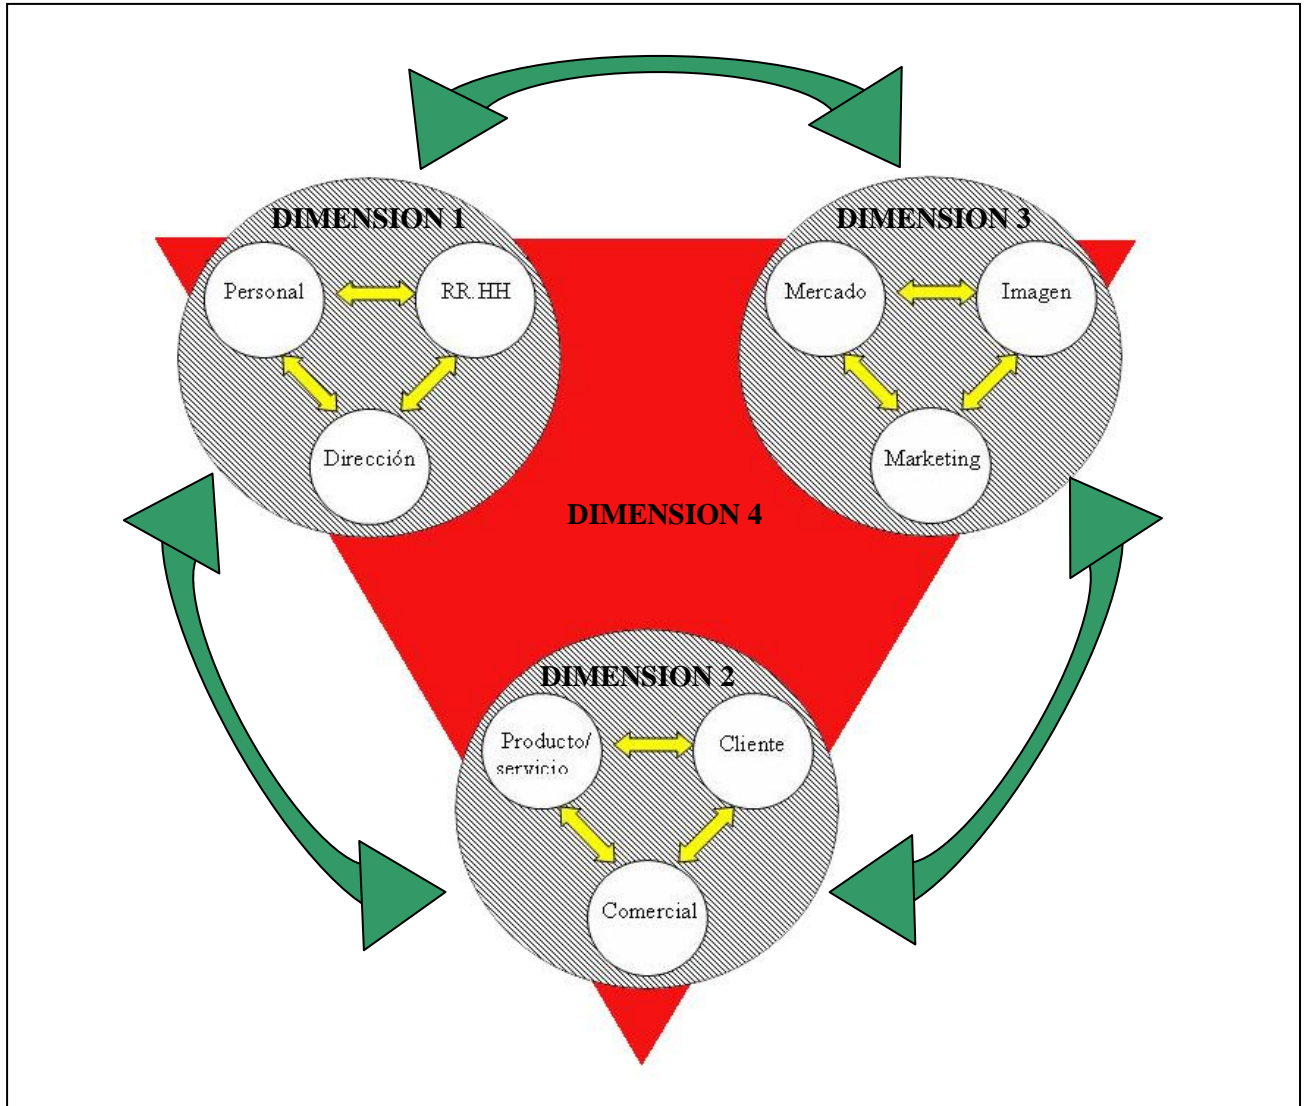 DIMENSION 1
Personal
RR.HH
Dirección
DIMENSION 3
Mercado
Imagen
Marketing
DIMENSION 4
DIMENSION 2
Producto/
servicio
Cliente
Comercial